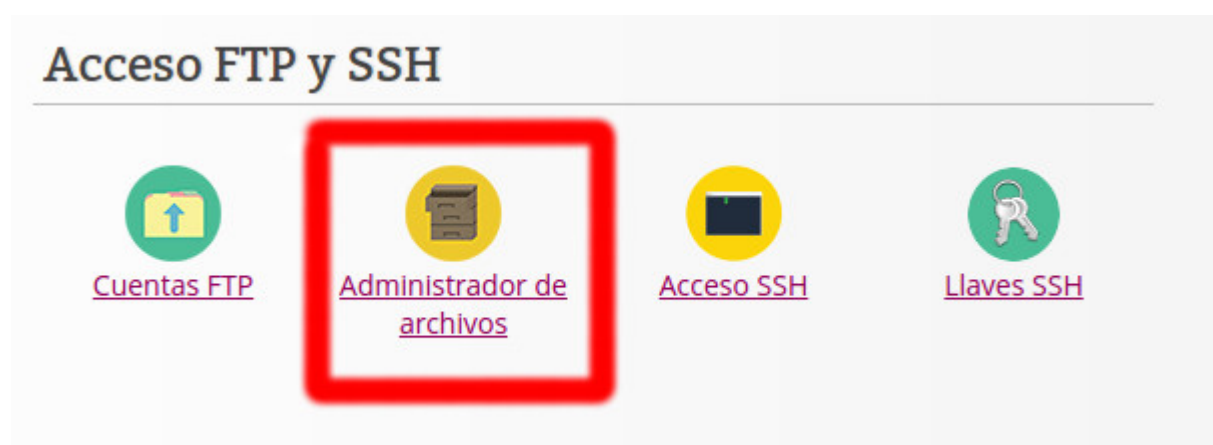 Acceso FTP y SSH
Cuentas FTP
Administrador de
archivos
Acceso SSH
Llaves SSH